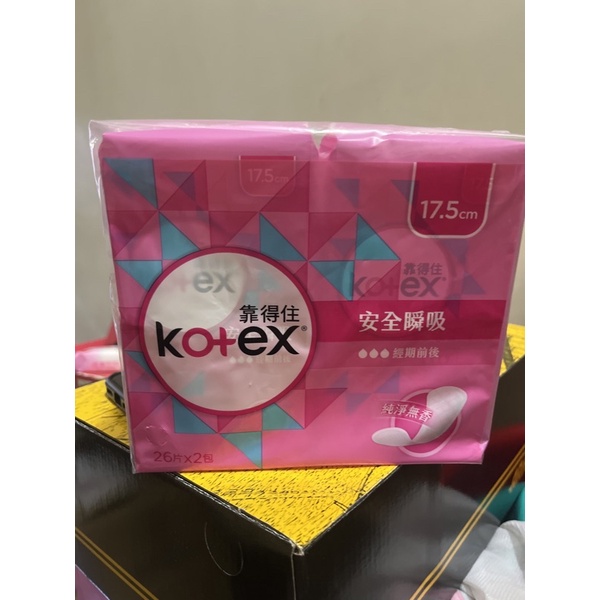 17.5
17.5cm
靠得住
kotex
靠得住
kotex®
安全瞬吸
經期前後
純淨無香
26片x2包